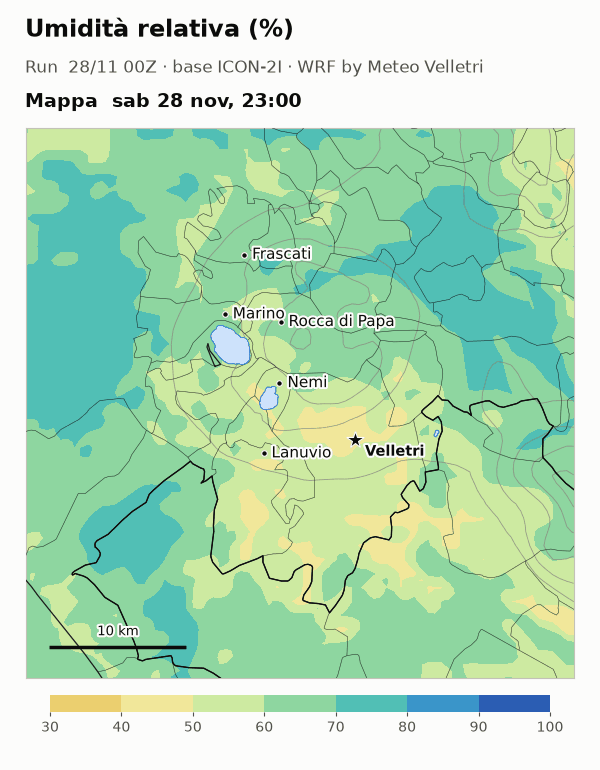 Umidità relativa (%)
Run  28/11 00Z · base ICON-2I · WRF by Meteo Velletri
Mappa  sab 28 nov, 23:00
Frascati
Marino
Rocca di Papa
Nemi
Velletri
Lanuvio
10 km
30 40 50 60 70 80 90 100